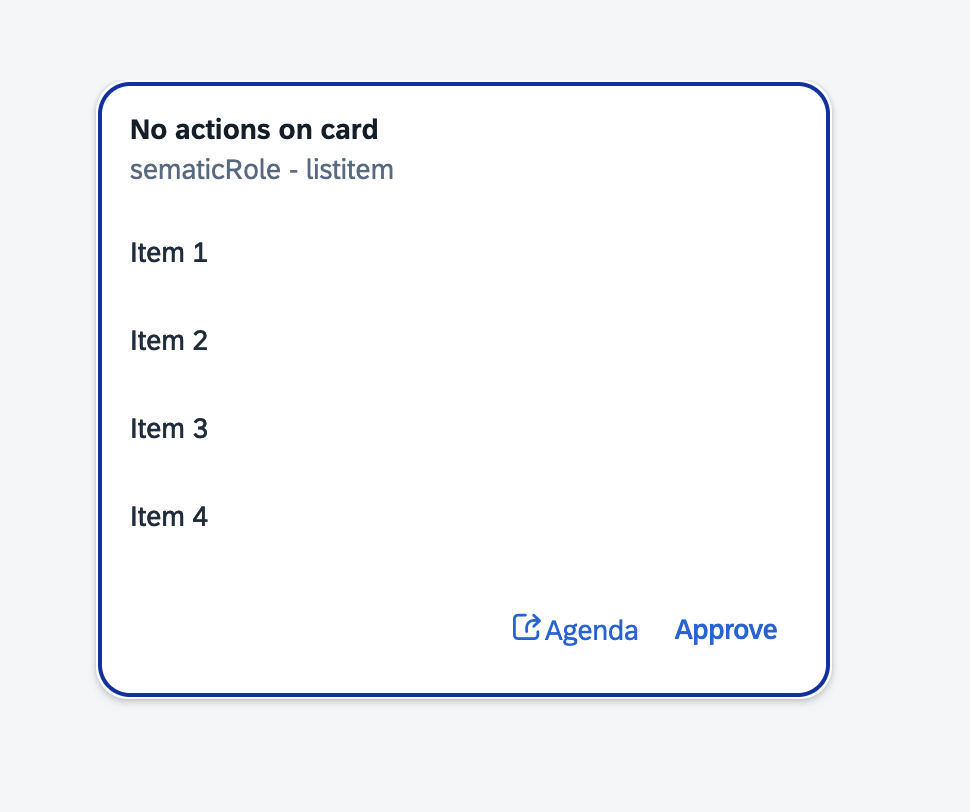 No actions on card
sematicRole - listitem
Item 1
Item 2
Item 3
Item 4
Agenda Approve